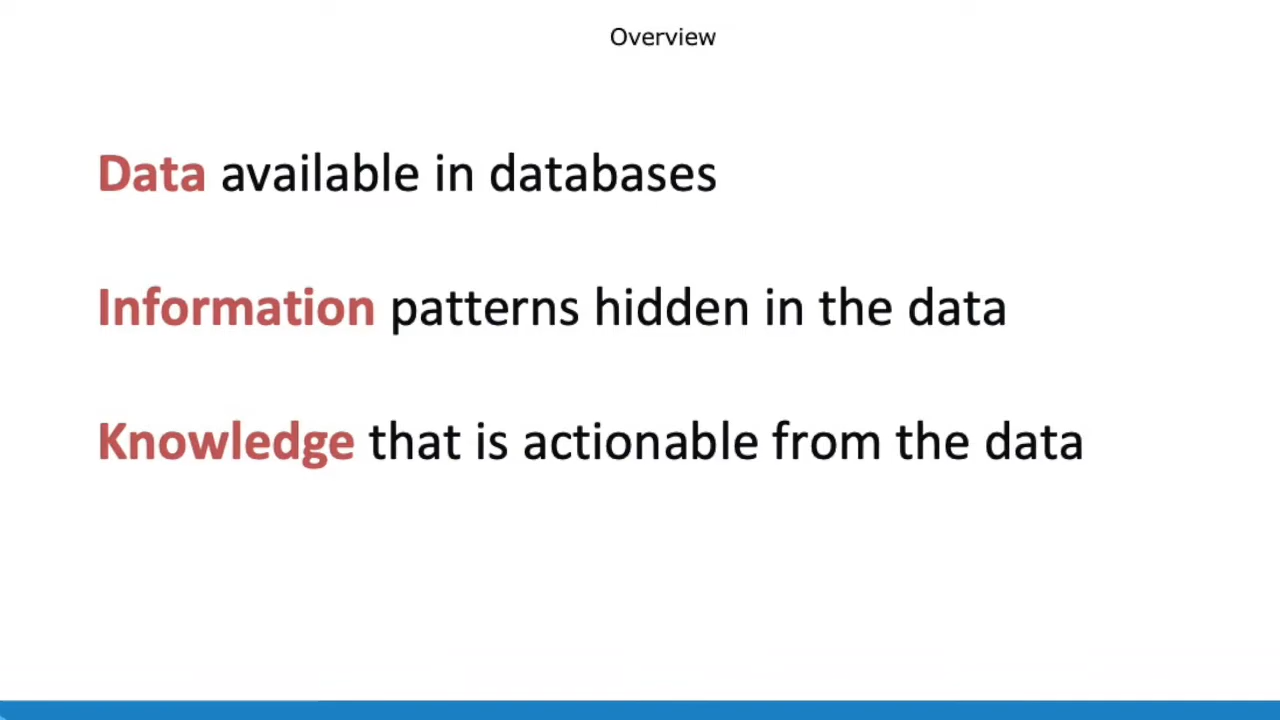 Overview
Data available in databases
Information patterns hidden in the data
Knowledge that is actionable from the data